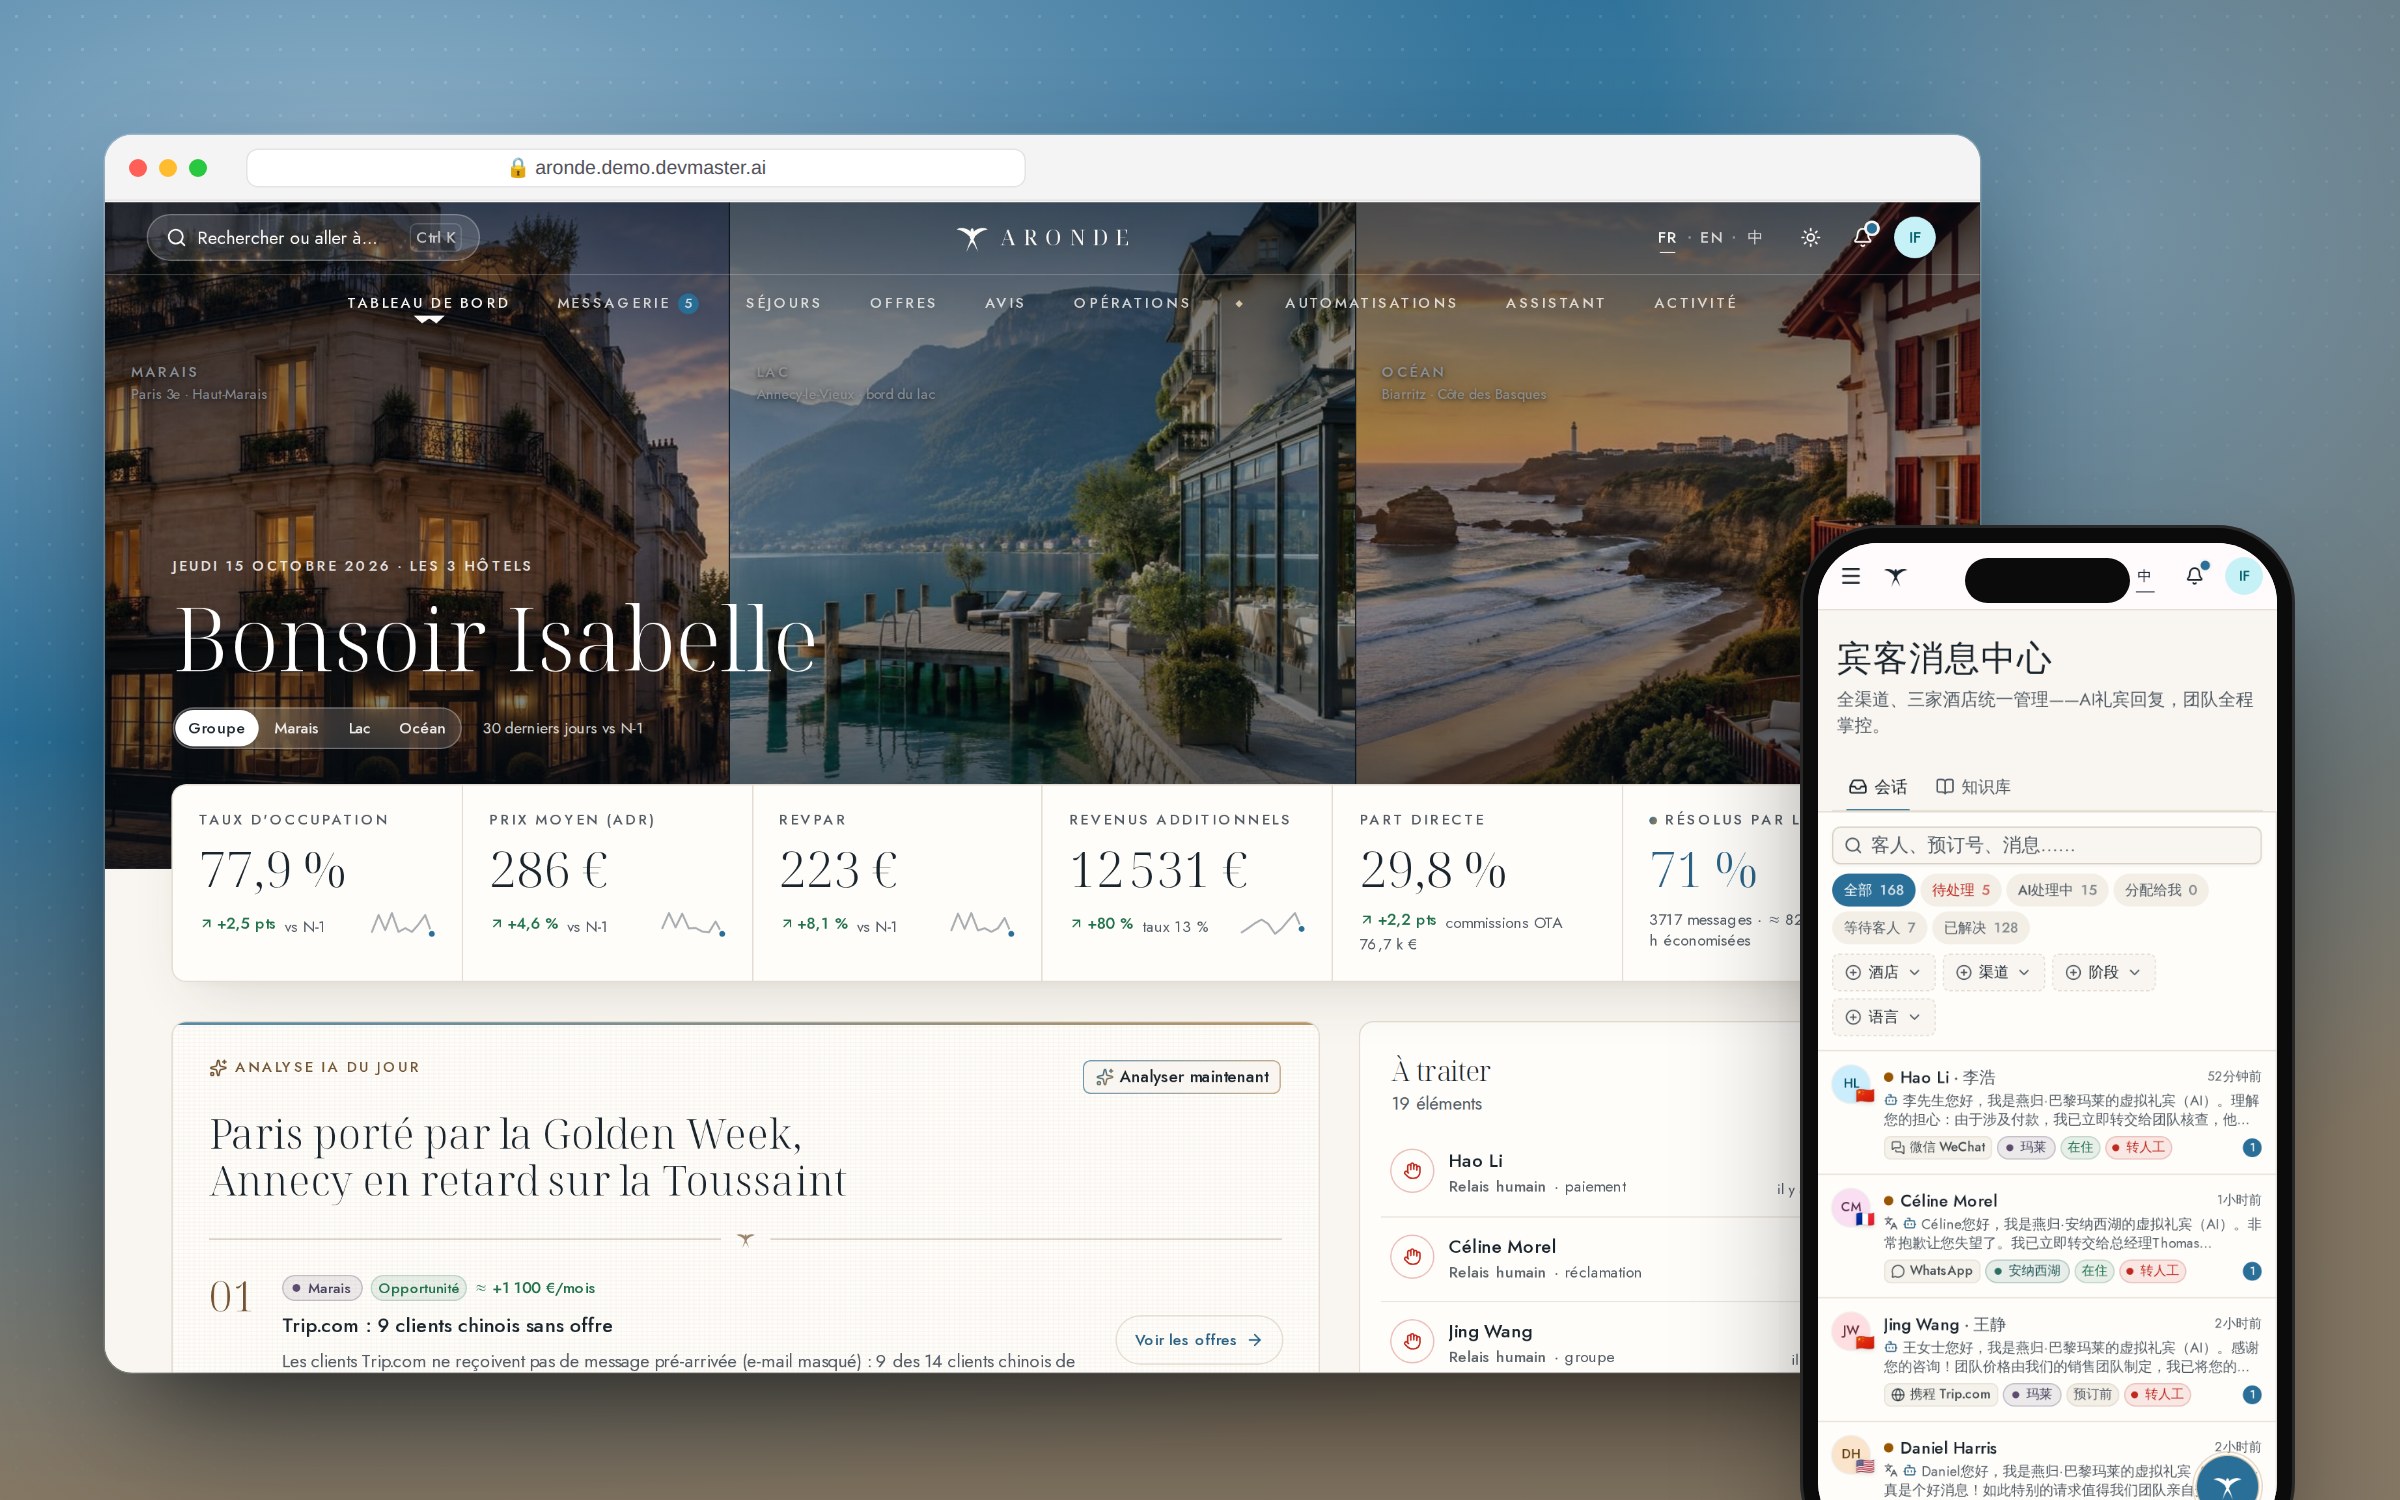 aronde.demo.devmaster.ai
Rechercher ou aller à... Ctrl K
ARONDE
FR · EN · 中
IF
TABLEAU DE BORD
MESSAGERIE 5
SÉJOURS
OFFRES
AVIS
OPÉRATIONS
AUTOMATISATIONS
ASSISTANT
ACTIVITÉ
MARAIS
Paris 3e · Haut-Marais
LAC
Annecy-le-Vieux · bord du lac
OCÉAN
Biarritz · Côte des Basques
JEUDI 15 OCTOBRE 2026 · LES 3 HÔTELS
Bonsoir Isabelle
Groupe Marais Lac Océan 30 derniers jours vs N-1
TAUX D'OCCUPATION
77,9 %
+2,5 pts vs N-1
PRIX MOYEN (ADR)
286 €
+4,6 % vs N-1
REVPAR
223 €
+8,1 % vs N-1
REVENUS ADDITIONNELS
12 531 €
+80 % taux 13 %
PART DIRECTE
29,8 %
+2,2 pts commissions OTA
76,7 k €
RÉSOLUS PAR L
71 %
3717 messages · ≈ 82
h économisées
ANALYSE IA DU JOUR
Analyser maintenant
Paris porté par la Golden Week,
Annecy en retard sur la Toussaint
01
Marais Opportunité ≈ +1 100 €/mois
Trip.com : 9 clients chinois sans offre
Les clients Trip.com ne reçoivent pas de message pré-arrivée (e-mail masqué) : 9 des 14 clients chinois de
Voir les offres →
À traiter
19 éléments
Hao Li
Relais humain · paiement
il y
Céline Morel
Relais humain · réclamation
Jing Wang
Relais humain · groupe
il
中
IF
宾客消息中心
全渠道、三家酒店统一管理——AI礼宾回复，团队全程
掌控。
会话 知识库
客人、预订号、消息……
全部 168 待处理 5 AI处理中 15 分配给我 0
等待客人 7 已解决 128
酒店 渠道 阶段
语言
HL
Hao Li · 李浩 52分钟前
李先生您好，我是燕归·巴黎玛莱的虚拟礼宾（AI）。理解
您的担心：由于涉及付款，我已立即转交给团队核查，他...
微信 WeChat 玛莱 在住 转人工 1
CM
Céline Morel 1小时前
Céline您好，我是燕归·安纳西湖的虚拟礼宾（AI）。非
常抱歉让您失望了。我已立即转交给总经理Thomas...
WhatsApp 安纳西湖 在住 转人工 1
JW
Jing Wang · 王静 2小时前
王女士您好，我是燕归·巴黎玛莱的虚拟礼宾（AI）。感谢
您的咨询！团队价格由我们的销售团队制定，我已将您的...
携程 Trip.com 玛莱 预订前 转人工 1
DH
Daniel Harris 2小时前
Daniel您好，我是燕归·巴黎玛莱的虚拟礼宾
真是个好消息！如此特别的请求值得我们团队亲自